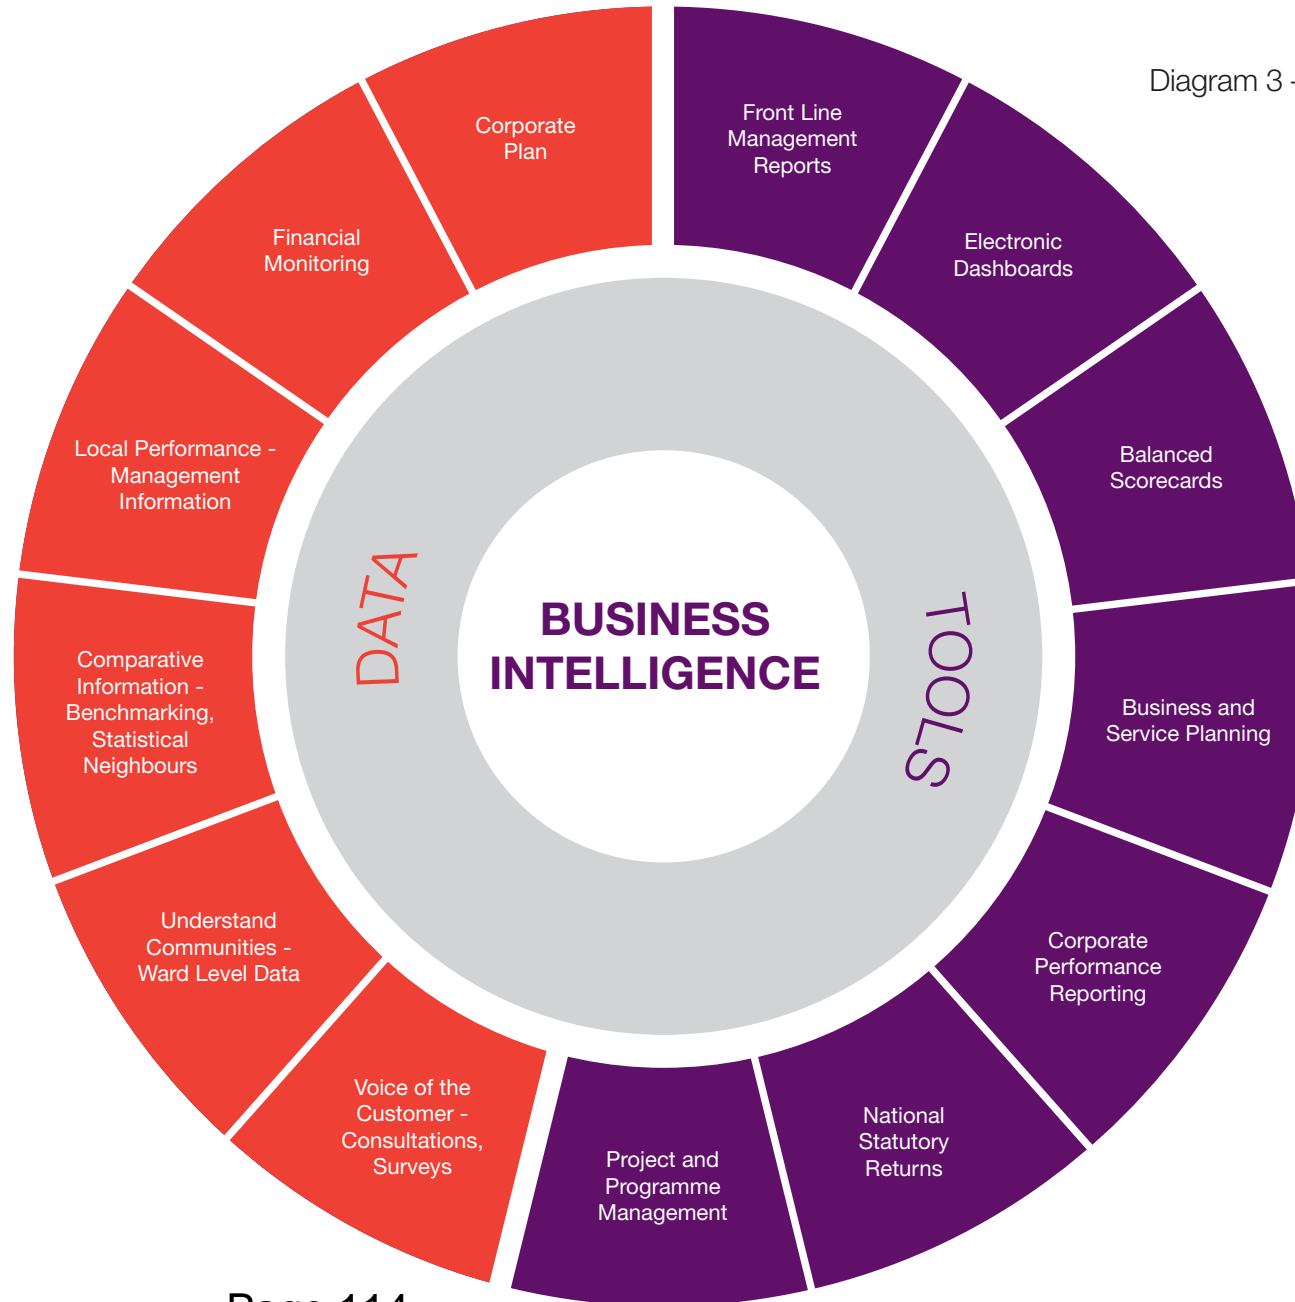 Diagram 3 -
Corporate
Plan
Front Line
Management
Reports
Financial
Monitoring
Electronic
Dashboards
Local Performance -
Management
Information
Balanced
Scorecards
DATA
BUSINESS
INTELLIGENCE
TOOLS
Comparative
Information -
Benchmarking,
Statistical
Neighbours
Business and
Service Planning
Understand
Communities -
Ward Level Data
Corporate
Performance
Reporting
Voice of the
Customer -
Consultations,
Surveys
Project and
Programme
Management
National
Statutory
Returns
Page 114